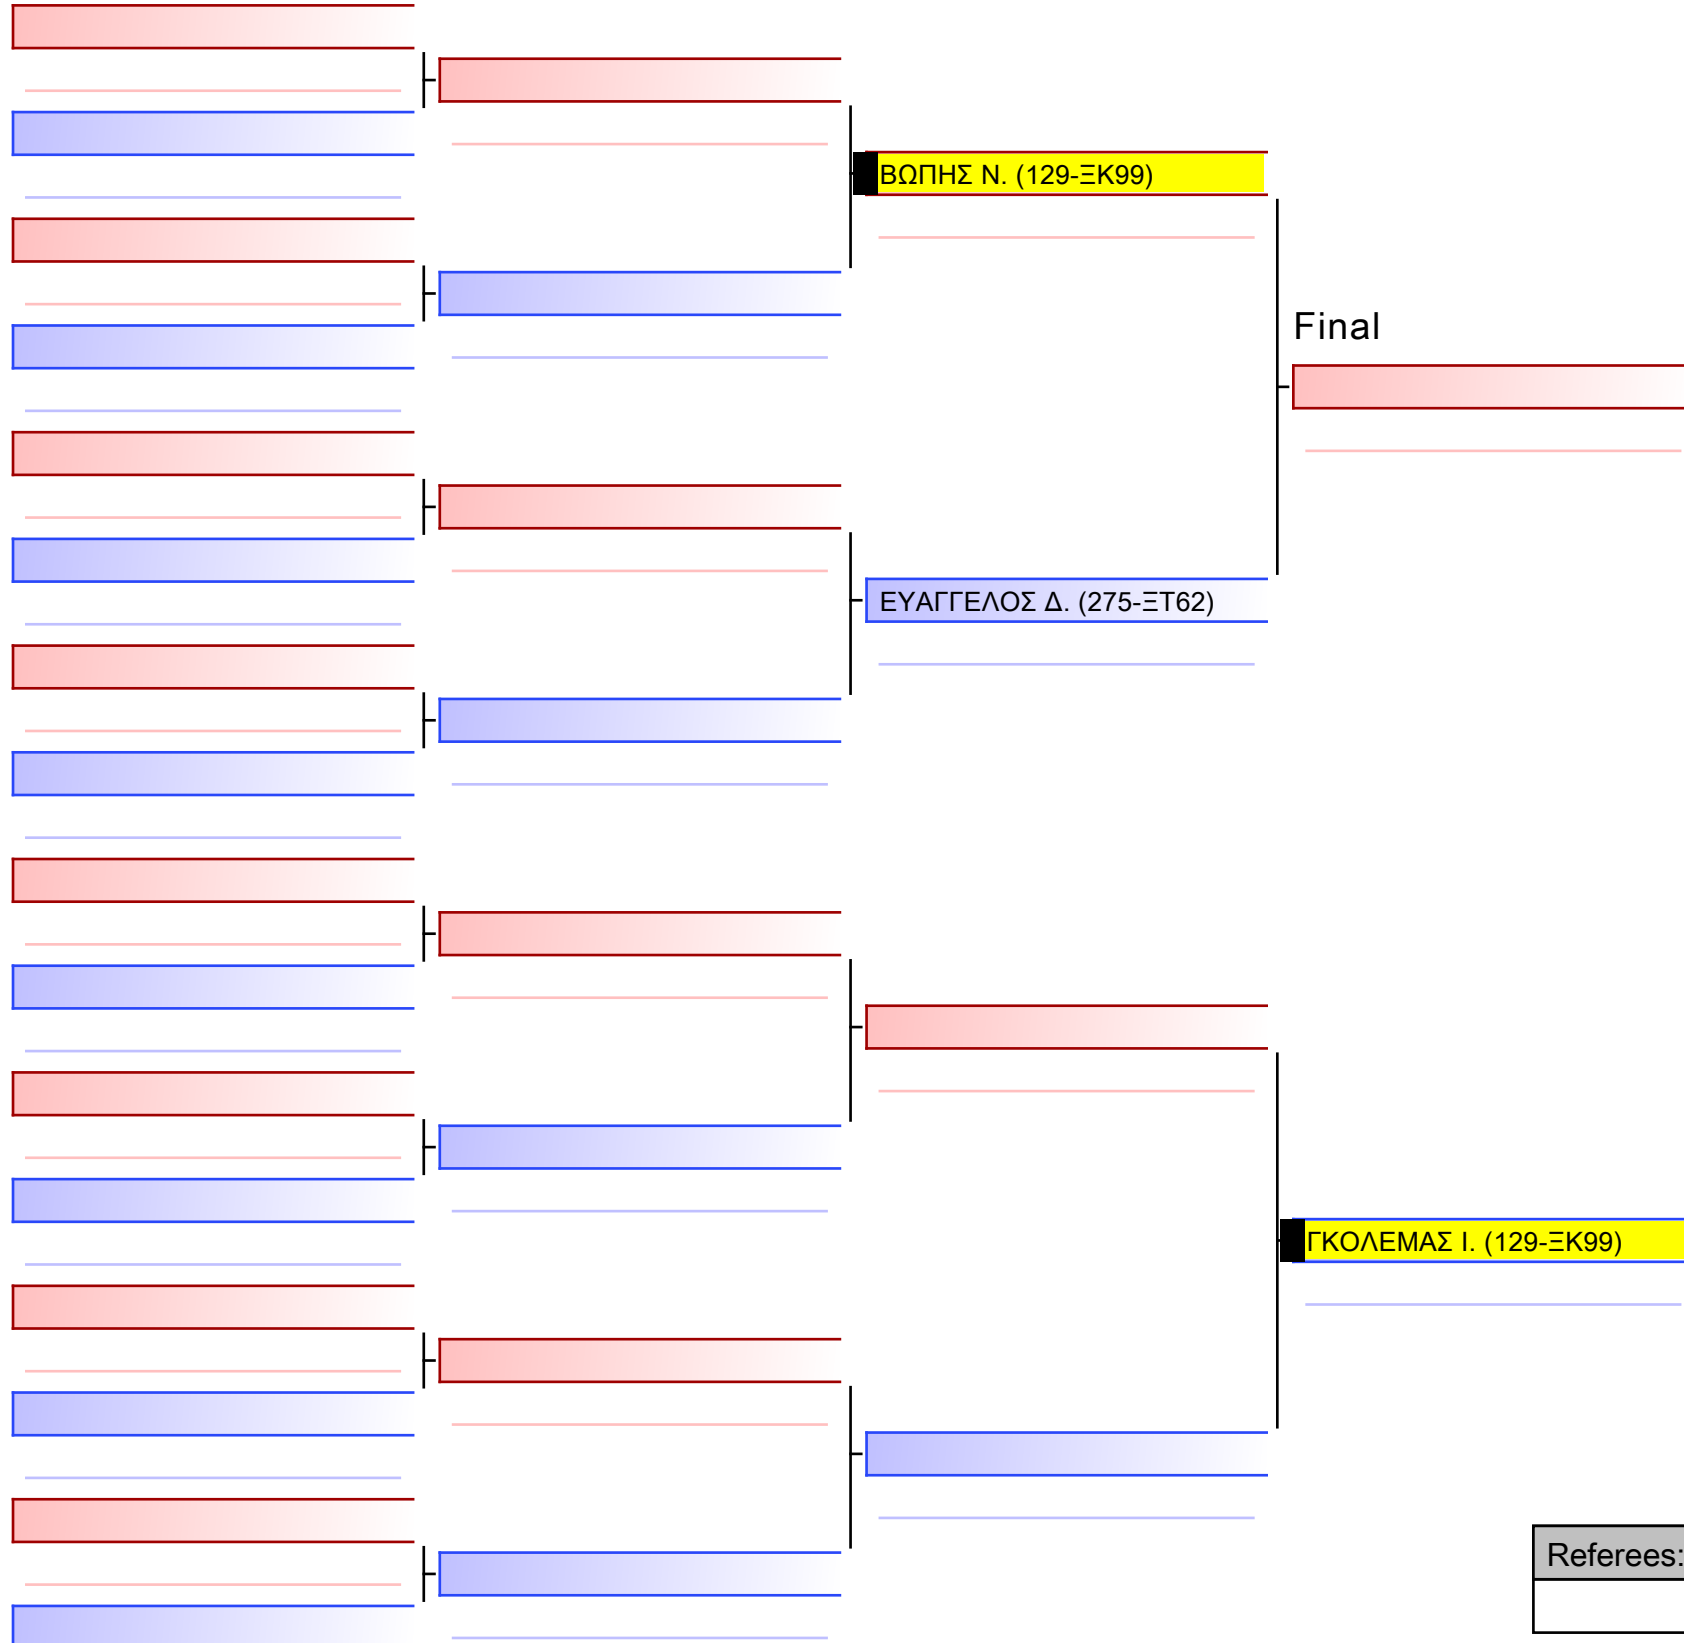 ΒΩΠΗΣ Ν. (129-ΞΚ99)
Final
ΕΥΑΓΓΕΛΟΣ Δ. (275-ΞΤ62)
ΓΚΟΛΕΜΑΣ Ι. (129-ΞΚ99)
Referees: